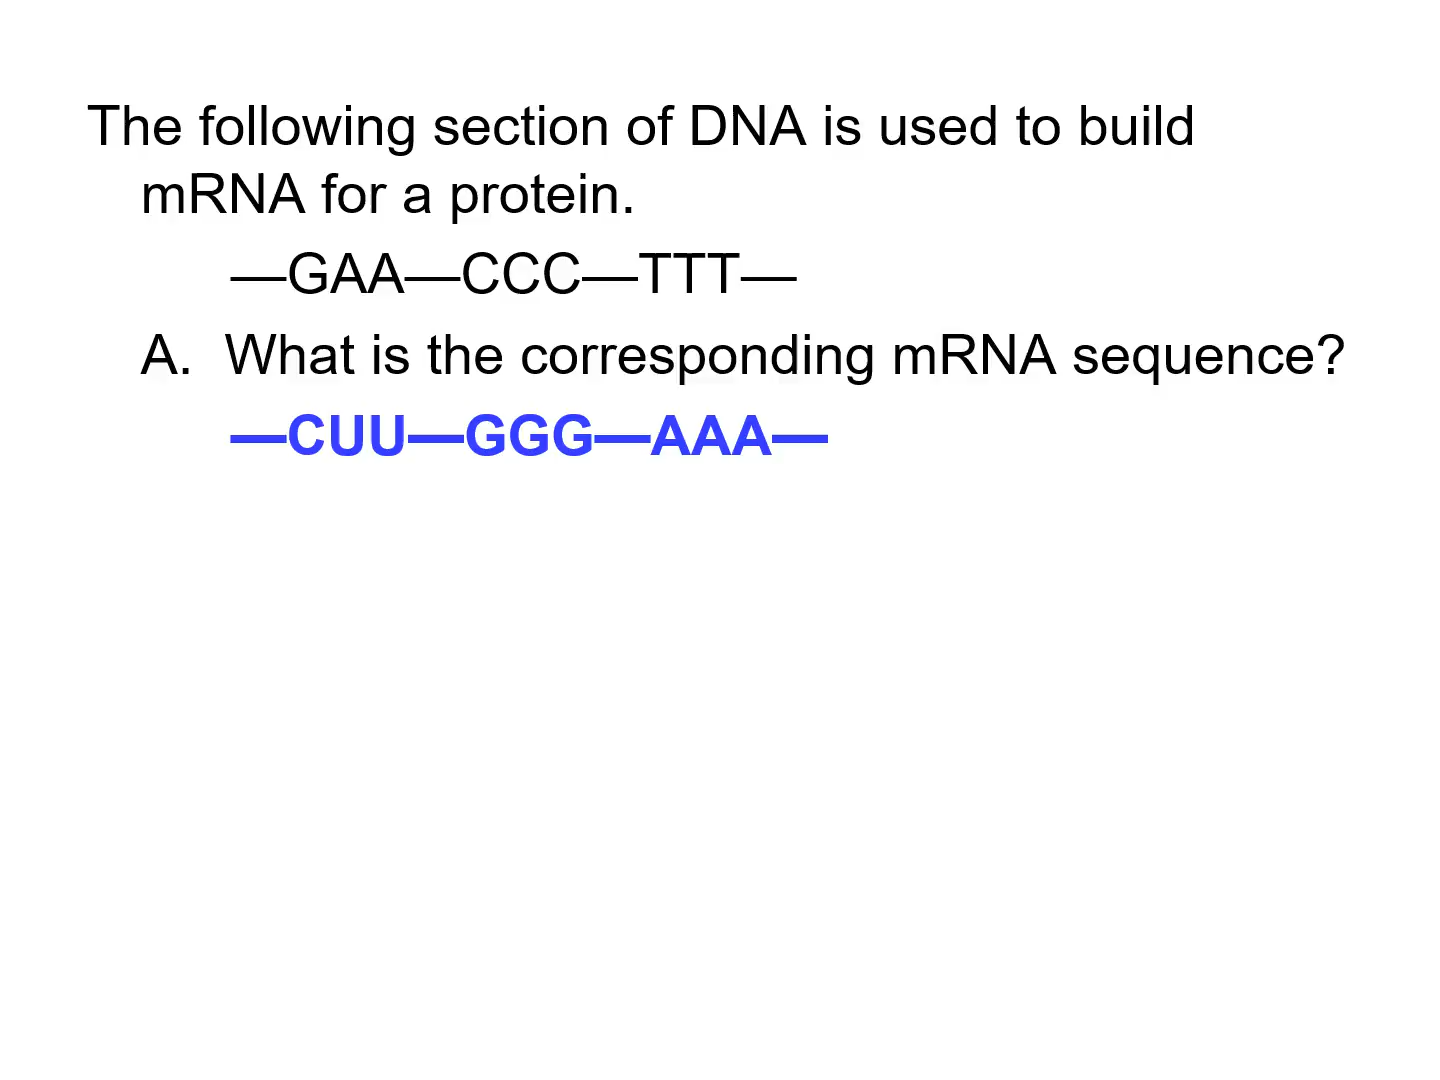 The following section of DNA is used to build
mRNA for a protein.
—GAA—CCC—TTT—
A. What is the corresponding mRNA sequence?
—CUU—GGG—AAA—